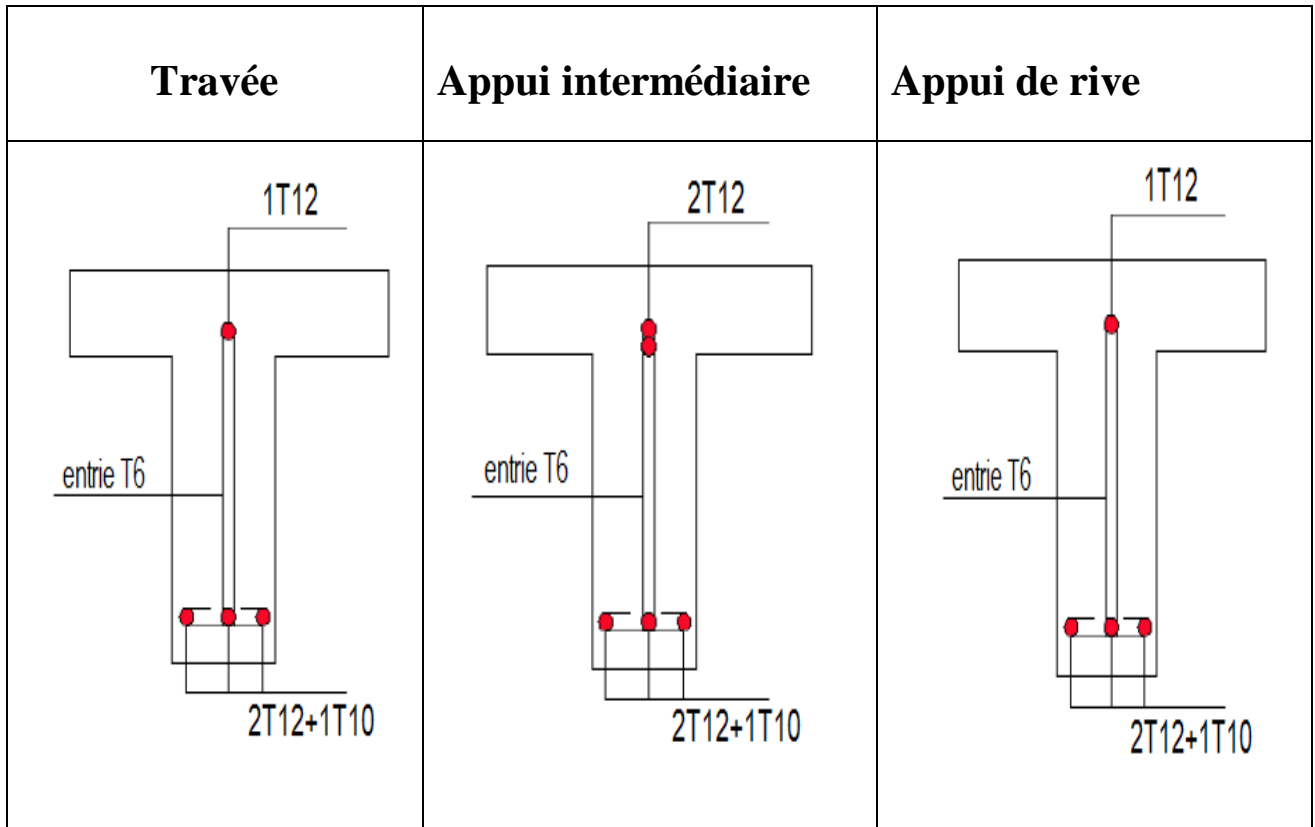 Travée
Appui intermédiaire
Appui de rive
1T12
entrie T6
2T12+1T10
2T12
entrie T6
2T12+1T10
1T12
entrie T6
2T12+1T10